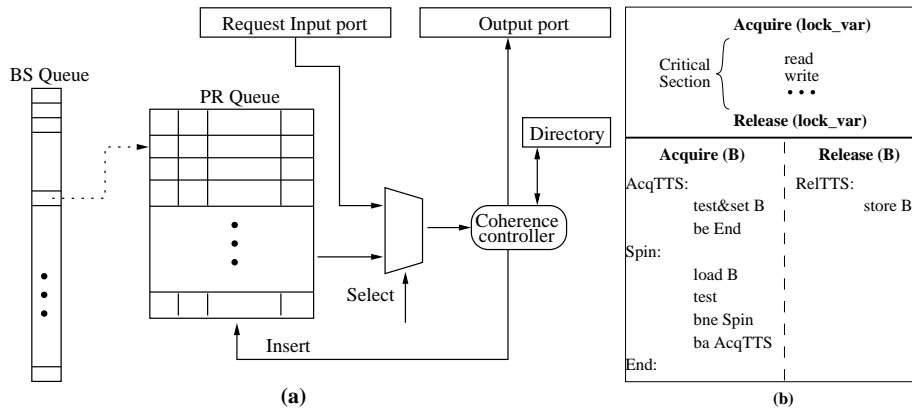 Request Input port
Output port
BS Queue
PR Queue
Directory
Coherence
controller
Select
Insert
(a)
Acquire (lock_var)
Critical
Section
read
write
• • •
Release (lock_var)
Acquire (B)
Release (B)
AcqTTS:
RelTTS:
test&set B
store B
be End
Spin:
load B
test
bne Spin
ba AcqTTS
End:
(b)